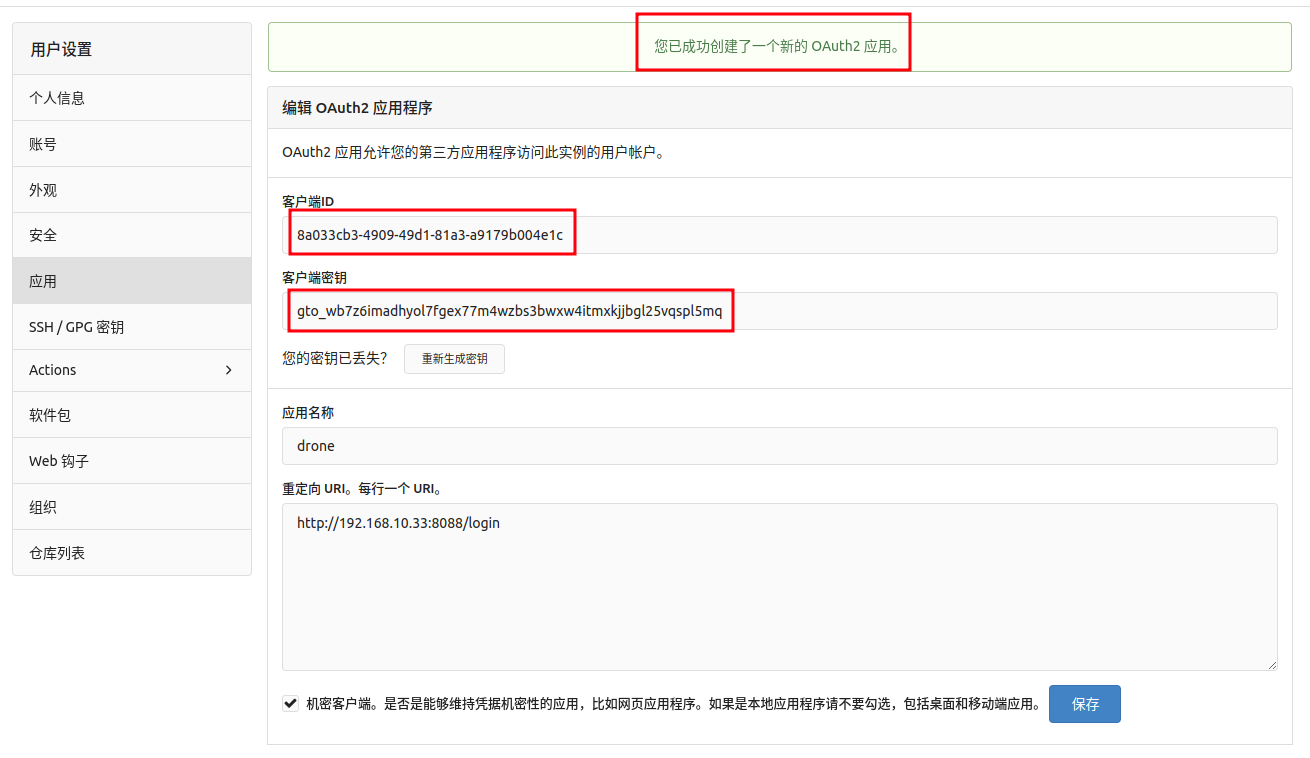 用户设置
个人信息
账号
外观
安全
应用
SSH / GPG 密钥
Actions
软件包
Web 钩子
组织
仓库列表
您已成功创建了一个新的 OAuth2 应用。
编辑 OAuth2 应用程序
OAuth2 应用允许您的第三方应用程序访问此实例的用户帐户。
客户端ID
8a033cb3-4909-49d1-81a3-a9179b004e1c
客户端密钥
gto_wb7z6imadhyol7fgex77m4wzbs3bwxw4itmxkjjbgl25vqspl5mq
您的密钥已丢失?
重新生成密钥
应用名称
drone
重定向 URI。每行一个 URI。
http://192.168.10.33:8088/login
机密客户端。是否是能够维持凭据机密性的应用，比如网页应用程序。如果是本地应用程序请不要勾选，包括桌面和移动端应用。
保存